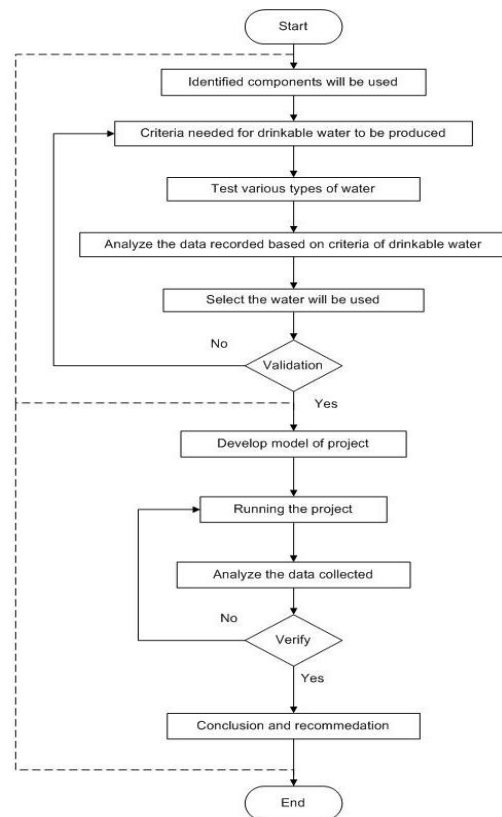 Start
Identified components will be used
Criteria needed for drinkable water to be produced
Test various types of water
Analyze the data recorded based on criteria of drinkable water
Select the water will be used
No
Validation
Yes
Develop model of project
Running the project
Analyze the data collected
No
Verify
Yes
Conclusion and recommedation
End